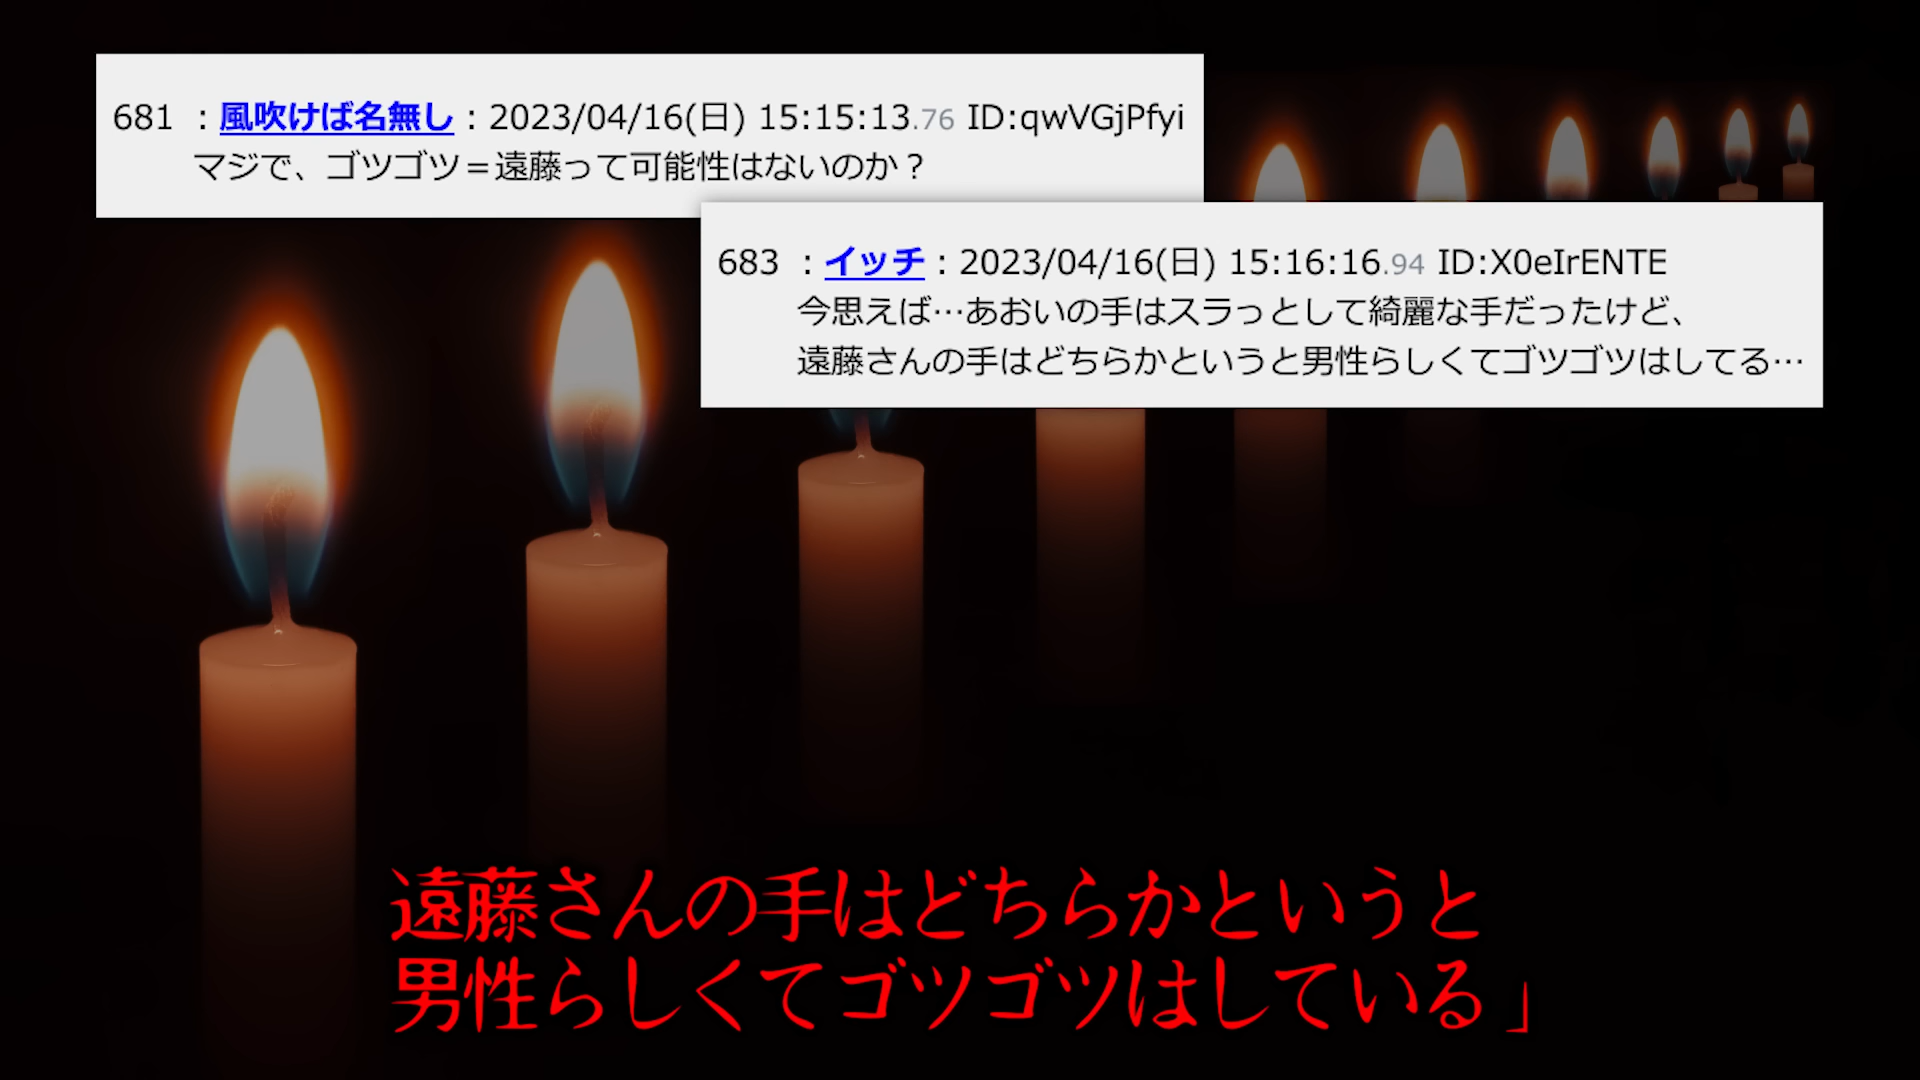 681 ：風吹けば名無し：2023/04/16(日) 15:15:13.76 ID:qwVGjPfyi
マジで、ゴツゴツ＝遠藤って可能性はないのか？
683 ：イッチ：2023/04/16(日) 15:16:16.94 ID:X0eIrENTE
今思えば…あおいの手はスラっとして綺麗な手だったけど、
遠藤さんの手はどちらかというと男性らしくてゴツゴツはしてる…
遠藤さんの手はどちらかというと
男性らしくてゴツゴツはしている」